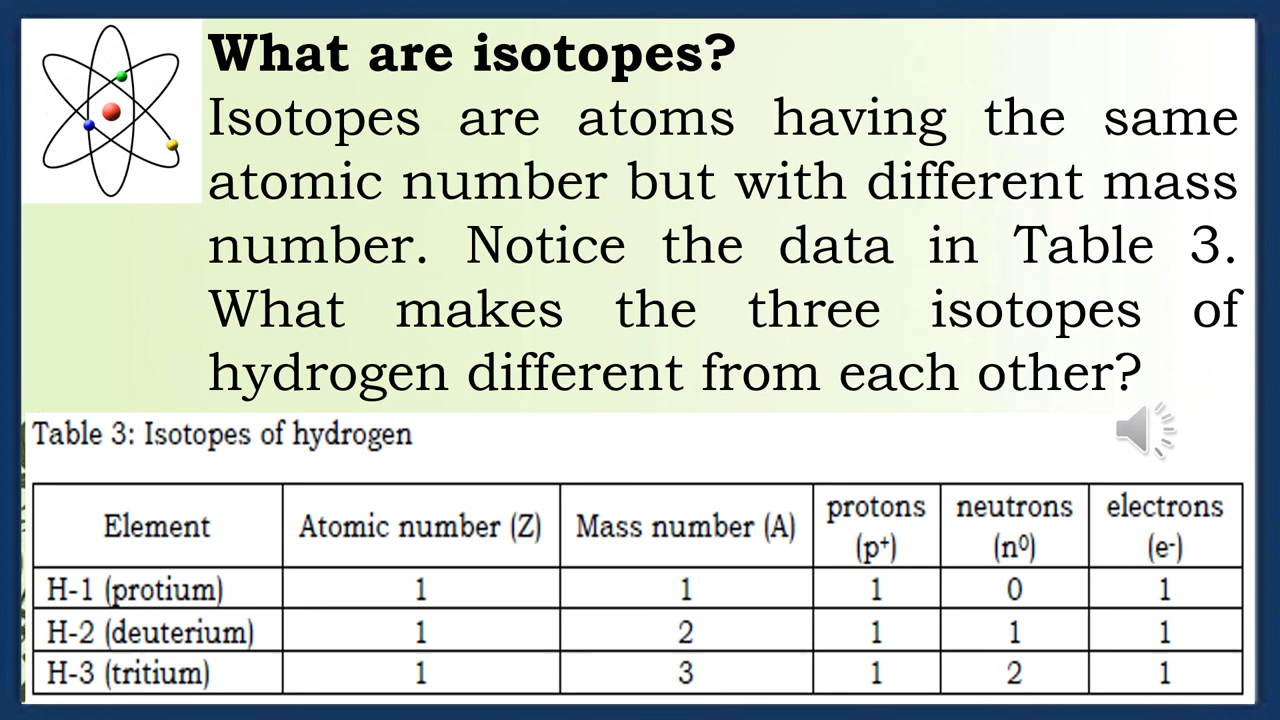 What are isotopes?
Isotopes are atoms having the same
atomic number but with different mass
number. Notice the data in Table 3.
What makes the three isotopes of
hydrogen different from each other?
Table 3: Isotopes of hydrogen
Element Atomic number (Z) Mass number (A) protons (p⁺) neutrons (n⁰) electrons (e⁻)
H-1 (protium) 1 1 1 0 1
H-2 (deuterium) 1 2 1 1 1
H-3 (tritium) 1 3 1 2 1